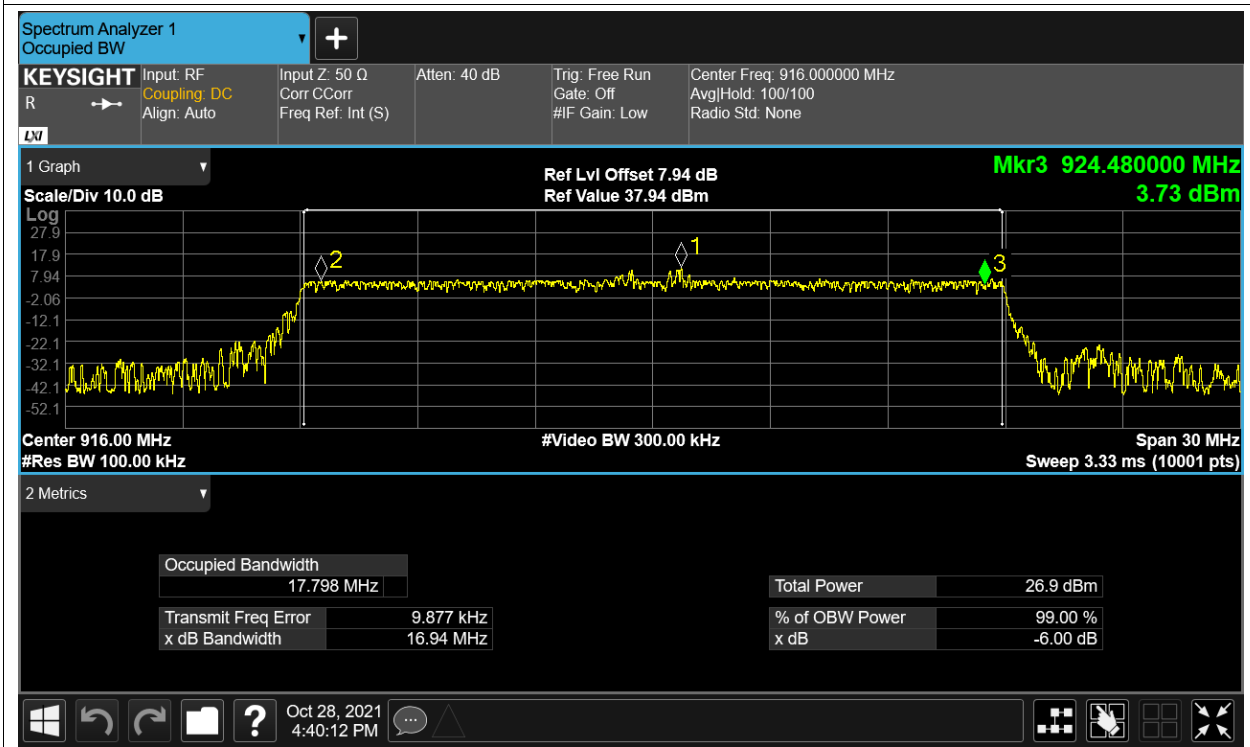 Spectrum Analyzer 1
Occupied BW
▼
+
KEYSIGHT
R
LXI
Input: RF
Coupling: DC
Align: Auto
Input Z: 50 Ω
Corr CCorr
Freq Ref: Int (S)
Atten: 40 dB
Trig: Free Run
Gate: Off
#IF Gain: Low
Center Freq: 916.000000 MHz
Avg|Hold: 100/100
Radio Std: None
1 Graph ▼
Scale/Div 10.0 dB
Ref Lvl Offset 7.94 dB
Ref Value 37.94 dBm
Mkr3 924.480000 MHz
3.73 dBm
Log
27.9
17.9
7.94
-2.06
-12.1
-22.1
-32.1
-42.1
-52.1
2
1
3
Center 916.00 MHz
#Video BW 300.00 kHz
Span 30 MHz
#Res BW 100.00 kHz
Sweep 3.33 ms (10001 pts)
2 Metrics ▼
Occupied Bandwidth
17.798 MHz
Transmit Freq Error 9.877 kHz
x dB Bandwidth 16.94 MHz
Total Power 26.9 dBm
% of OBW Power 99.00 %
x dB -6.00 dB
?
Oct 28, 2021
4:40:12 PM